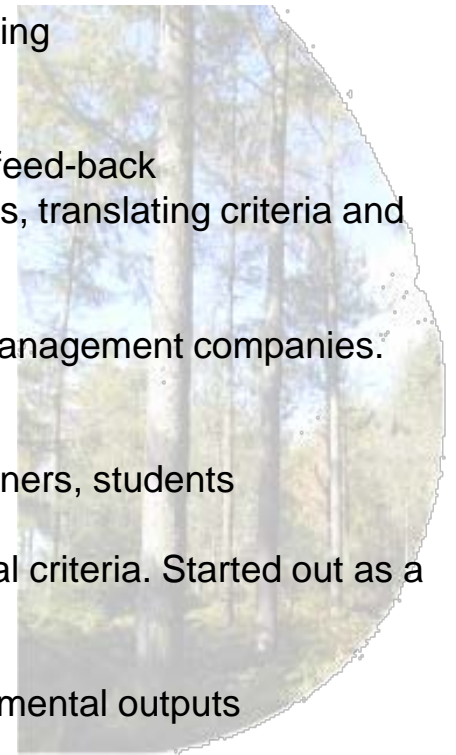 ing
feed-back
s, translating criteria and
anagement companies.
ners, students
al criteria. Started out as a
mental outputs